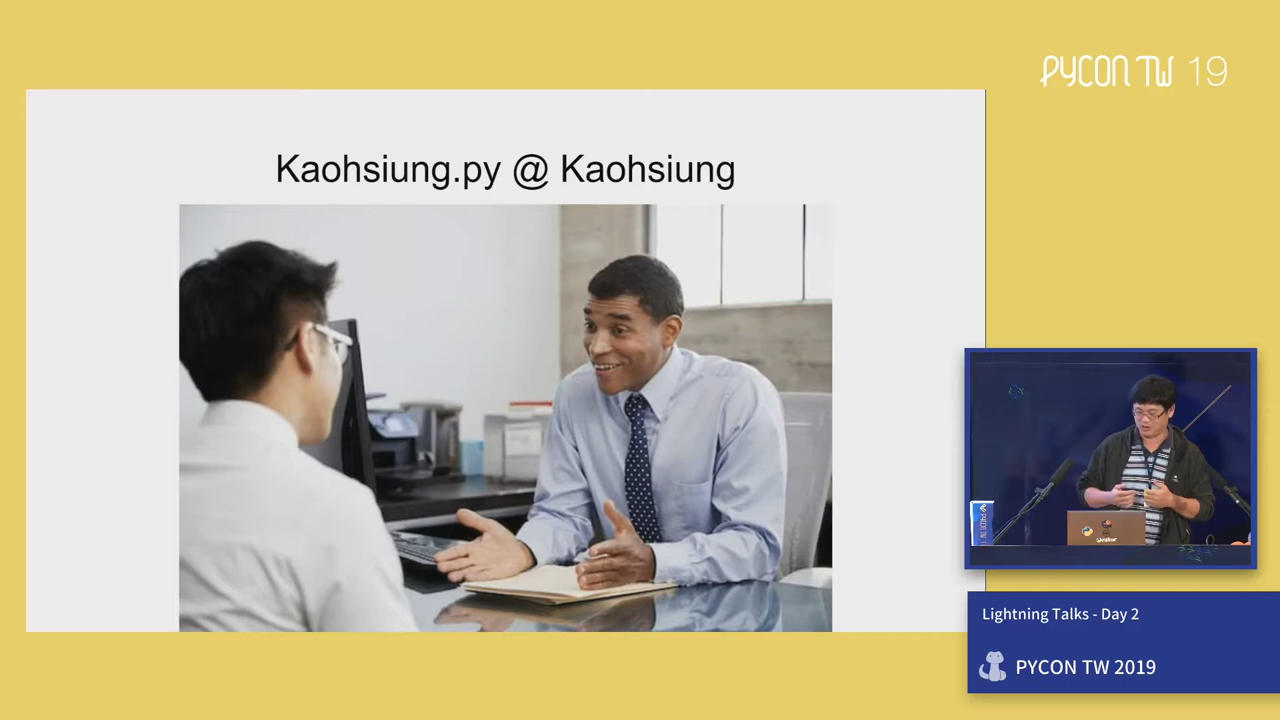 PYCON TW 19
Kaohsiung.py @ Kaohsiung
Lightning Talks - Day 2
PYCON TW 2019